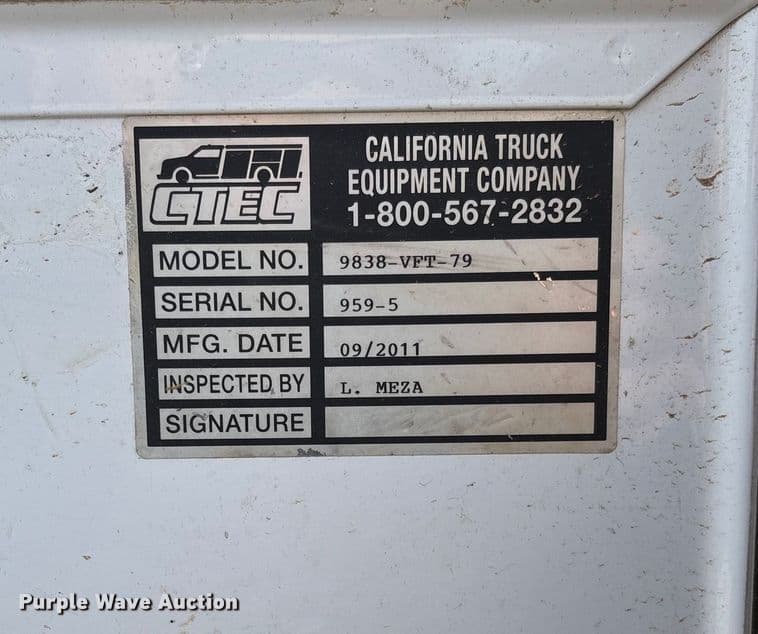 CTEC
CALIFORNIA TRUCK
EQUIPMENT COMPANY
1-800-567-2832
MODEL NO. 9838-VFT-79
SERIAL NO. 959-5
MFG. DATE 09/2011
INSPECTED BY L. MEZA
SIGNATURE
Purple Wave Auction